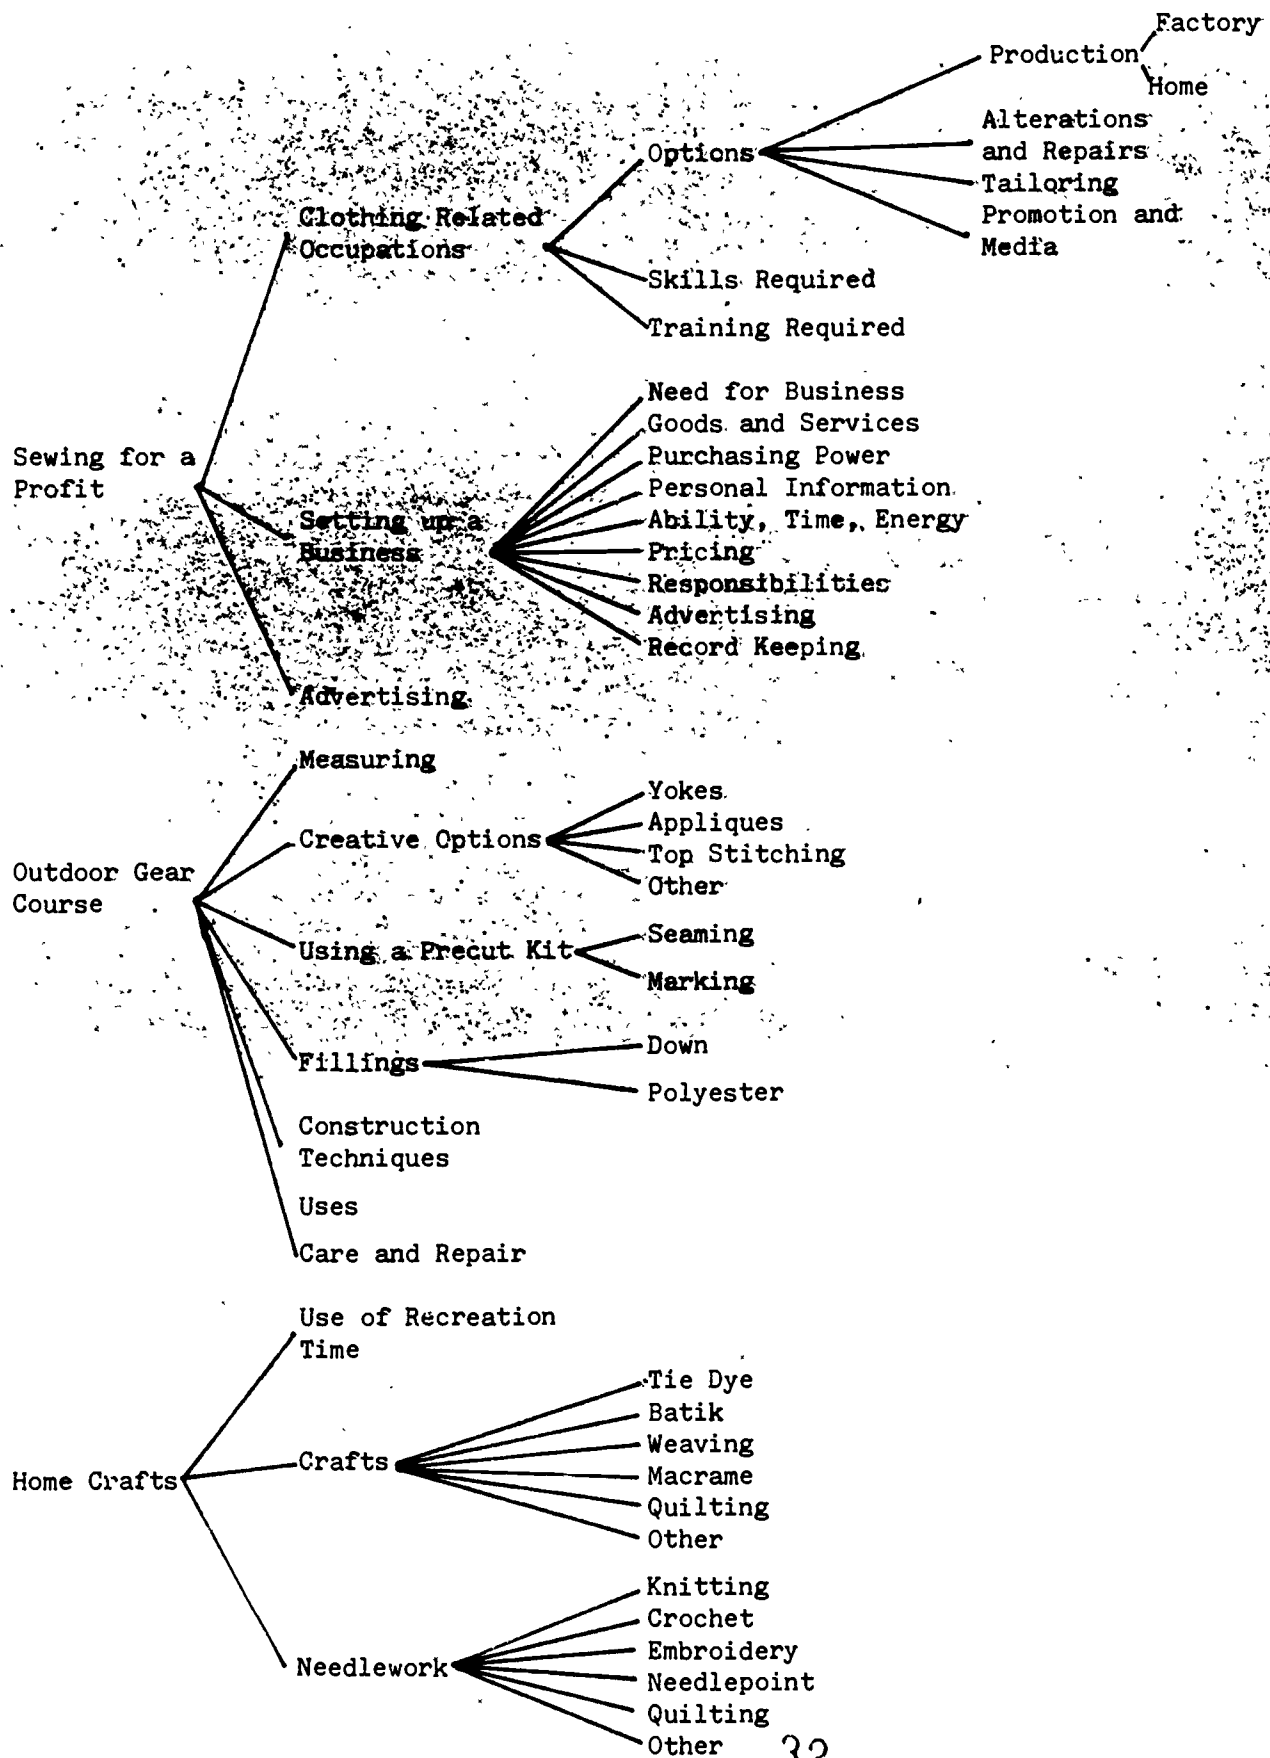 Factory
Production
Home
Alterations
and Repairs
Options
Tailoring
Promotion and
Media
Clothing Related
Occupations
Skills Required
Training Required
Need for Business
Goods and Services
Sewing for a
Profit
Purchasing Power
Personal Information
Setting up a
Business
Ability, Time, Energy
Pricing
Responsibilities
Advertising
Record Keeping
Advertising
Measuring
Yokes
Creative Options
Appliques
Top Stitching
Other
Outdoor Gear
Course
Using a Precut Kit
Seaming
Marking
Fillings
Down
Polyester
Construction
Techniques
Uses
Care and Repair
Use of Recreation
Time
Tie Dye
Batik
Crafts
Weaving
Home Crafts
Macrame
Quilting
Other
Knitting
Crochet
Needlework
Embroidery
Needlepoint
Quilting
Other